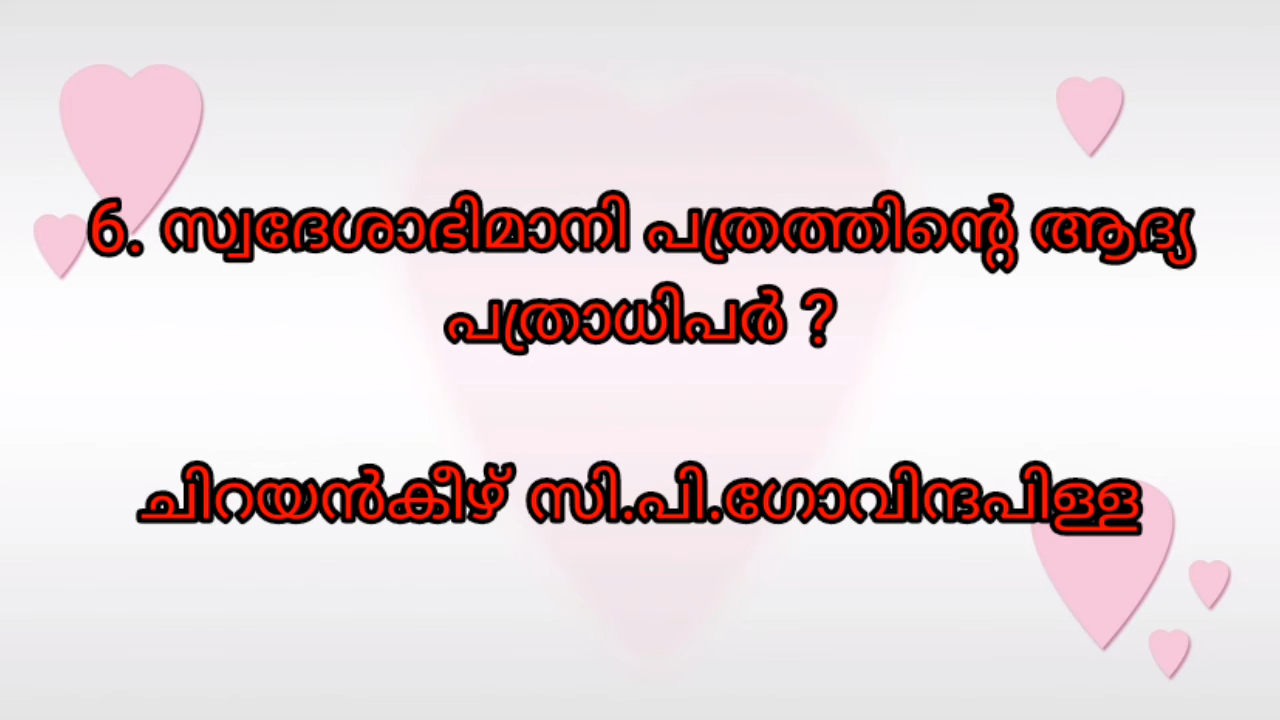 6. സ്വദേശാഭിമാനി പത്രത്തിന്റെ ആദ്യ
പത്രാധിപർ ?
ചിറയൻകീഴ് സി.പി.ഗോവിന്ദപിള്ള